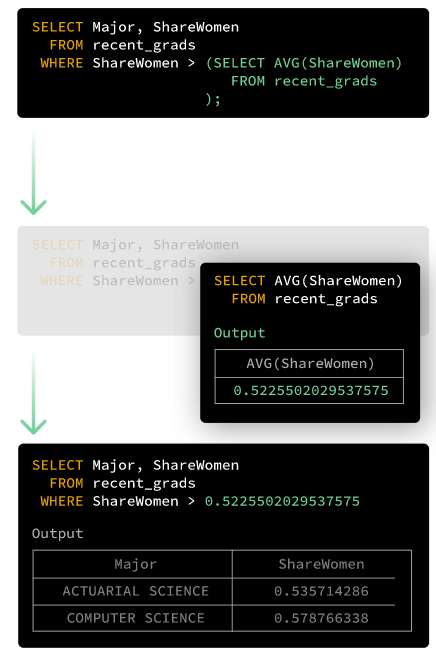 SELECT Major, ShareWomen
FROM recent_grads
WHERE ShareWomen > (SELECT AVG(ShareWomen)
FROM recent_grads
);
SELECT Major, ShareWomen
FROM recent_grads
WHERE ShareWomen >
SELECT AVG(ShareWomen)
FROM recent_grads
Output
AVG(ShareWomen)
0.5225502029537575
SELECT Major, ShareWomen
FROM recent_grads
WHERE ShareWomen > 0.5225502029537575
Output
Major ShareWomen
ACTUARIAL SCIENCE 0.535714286
COMPUTER SCIENCE 0.578766338